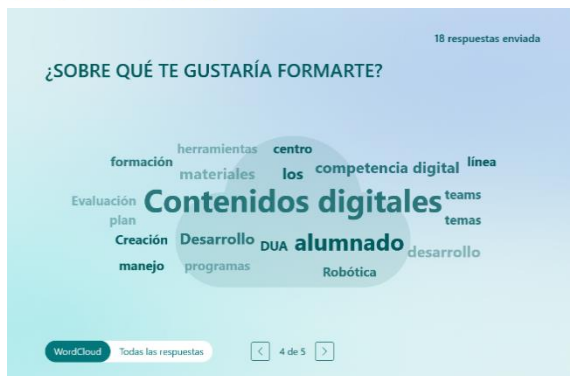 18 respuestas enviada
¿SOBRE QUÉ TE GUSTARÍA FORMARTE?
herramientas centro
formación materiales los competencia digital línea
Evaluación Contenidos digitales teams
plan temas
Creación Desarrollo DUA alumnado desarrollo
manejo programas Robótica
WordCloud Todas las respuestas 4 de 5